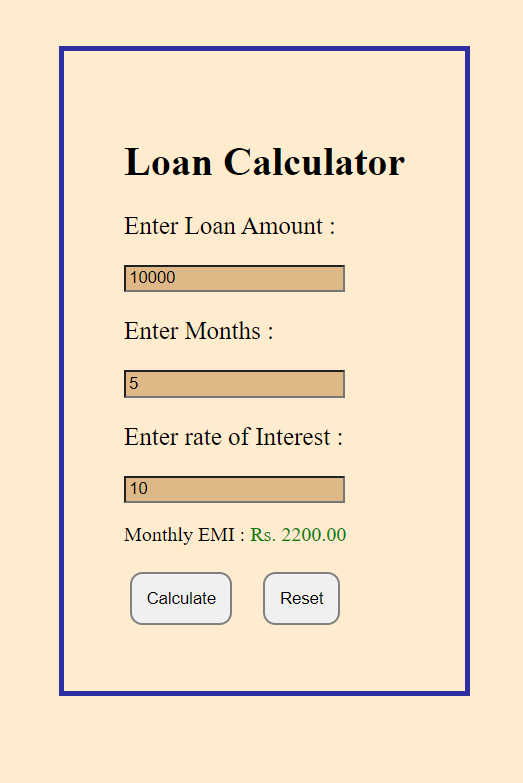 Loan Calculator
Enter Loan Amount :
10000
Enter Months :
5
Enter rate of Interest :
10
Monthly EMI : Rs. 2200.00
Calculate Reset